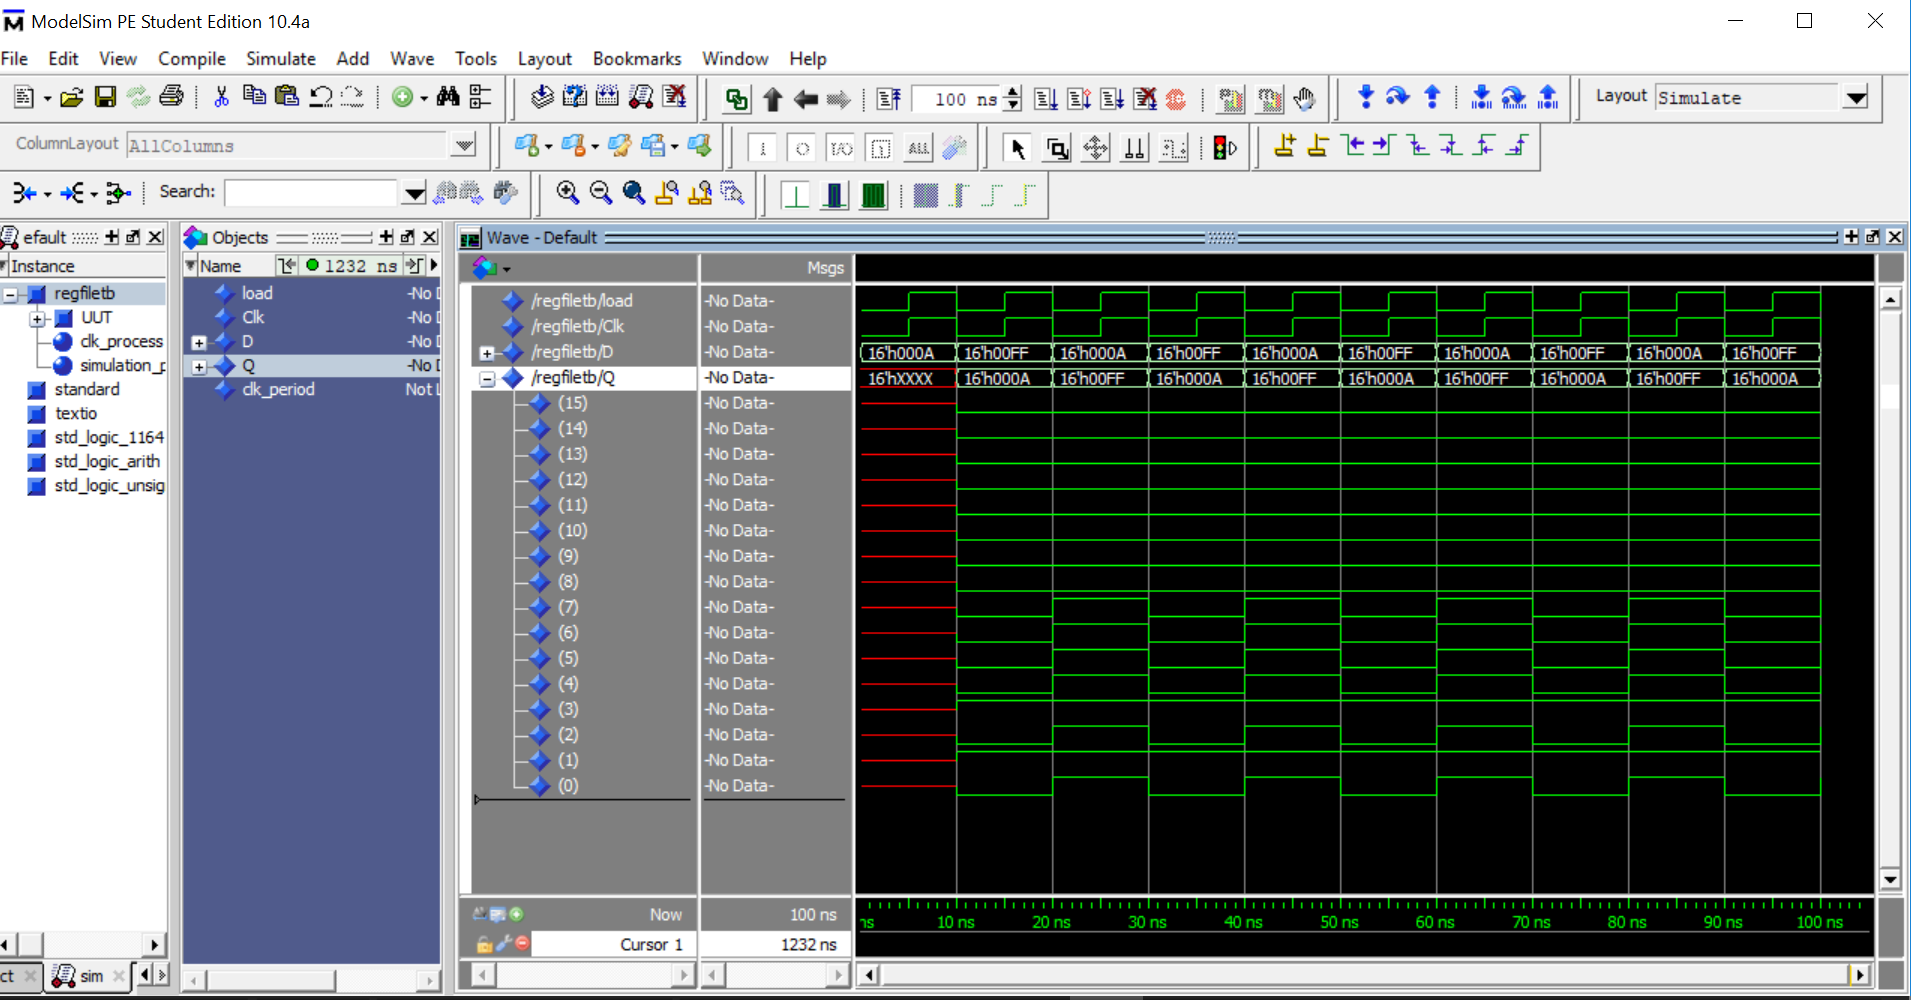 ModelSim PE Student Edition 10.4a
File Edit View Compile Simulate Add Wave Tools Layout Bookmarks Window Help
100 ns
Layout Simulate
ColumnLayout AllColumns
ALL
Search:
efault
Instance
regfiletb
UUT
clk_process
simulation_p
standard
textio
std_logic_1164
std_logic_arith
std_logic_unsig
ct
sim
Objects
Name 1232 ns
load -No D
Clk -No D
D -No D
Q -No D
clk_period Not L
Wave - Default
Msgs
/regfiletb/load -No Data-
/regfiletb/Clk -No Data-
/regfiletb/D -No Data- 16'h000A 16'h00FF 16'h000A 16'h00FF 16'h000A 16'h00FF 16'h000A 16'h00FF 16'h000A 16'h00FF
/regfiletb/Q -No Data- 16'hXXXX 16'h000A 16'h00FF 16'h000A 16'h00FF 16'h000A 16'h00FF 16'h000A 16'h00FF 16'h000A
(15) -No Data-
(14) -No Data-
(13) -No Data-
(12) -No Data-
(11) -No Data-
(10) -No Data-
(9) -No Data-
(8) -No Data-
(7) -No Data-
(6) -No Data-
(5) -No Data-
(4) -No Data-
(3) -No Data-
(2) -No Data-
(1) -No Data-
(0) -No Data-
Now 100 ns
ns 10 ns 20 ns 30 ns 40 ns 50 ns 60 ns 70 ns 80 ns 90 ns 100 ns
Cursor 1 1232 ns